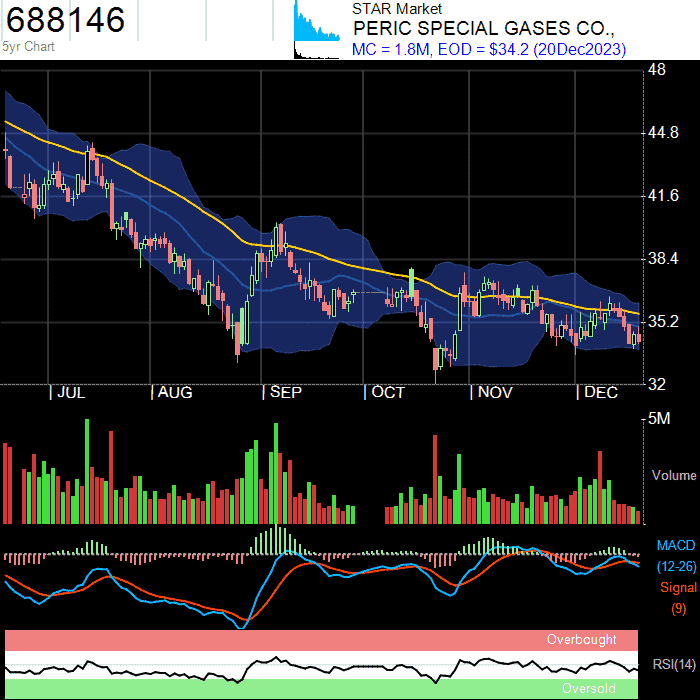 688146
5yr Chart
STAR Market
PERIC SPECIAL GASES CO.,
MC = 1.8M, EOD = $34.2 (20Dec2023)
48
44.8
41.6
38.4
35.2
32
JUL AUG SEP OCT NOV DEC
5M
Volume
MACD
(12-26)
Signal
(9)
Overbought
RSI(14)
Oversold